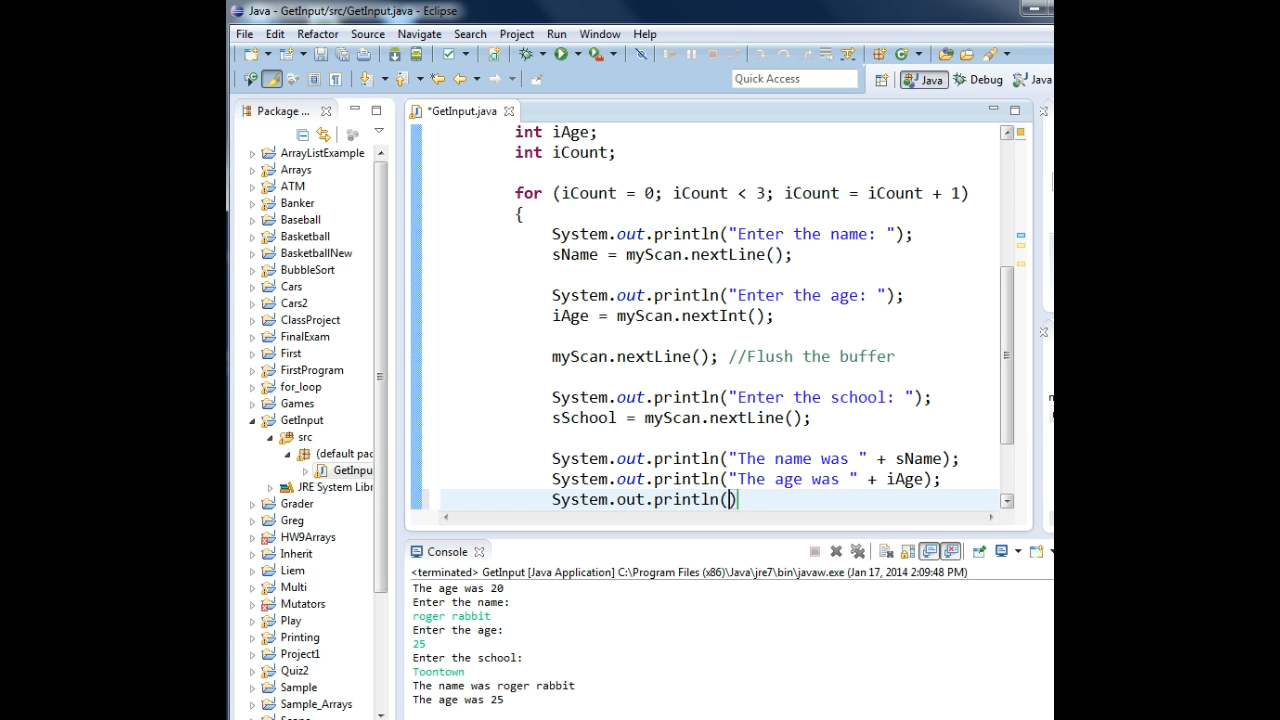 Java - GetInput/src/GetInput.java - Eclipse
File Edit Refactor Source Navigate Search Project Run Window Help
Quick Access
Java Debug Java
Package ...
*GetInput.java
ArrayListExample
Arrays
ATM
Banker
Baseball
Basketball
BasketballNew
BubbleSort
Cars
Cars2
ClassProject
FinalExam
First
FirstProgram
for_loop
Games
GetInput
src
(default pac
GetInpu
JRE System Libr
Grader
Greg
HW9Arrays
Inherit
Liem
Multi
Mutators
Play
Printing
Project1
Quiz2
Sample
Sample_Arrays
int iAge;
int iCount;
for (iCount = 0; iCount < 3; iCount = iCount + 1)
{
System.out.println("Enter the name: ");
sName = myScan.nextLine();
System.out.println("Enter the age: ");
iAge = myScan.nextInt();
myScan.nextLine(); //Flush the buffer
System.out.println("Enter the school: ");
sSchool = myScan.nextLine();
System.out.println("The name was " + sName);
System.out.println("The age was " + iAge);
System.out.println()
Console
<terminated> GetInput [Java Application] C:\Program Files (x86)\Java\jre7\bin\javaw.exe (Jan 17, 2014 2:09:48 PM)
The age was 20
Enter the name:
roger rabbit
Enter the age:
25
Enter the school:
Toontown
The name was roger rabbit
The age was 25